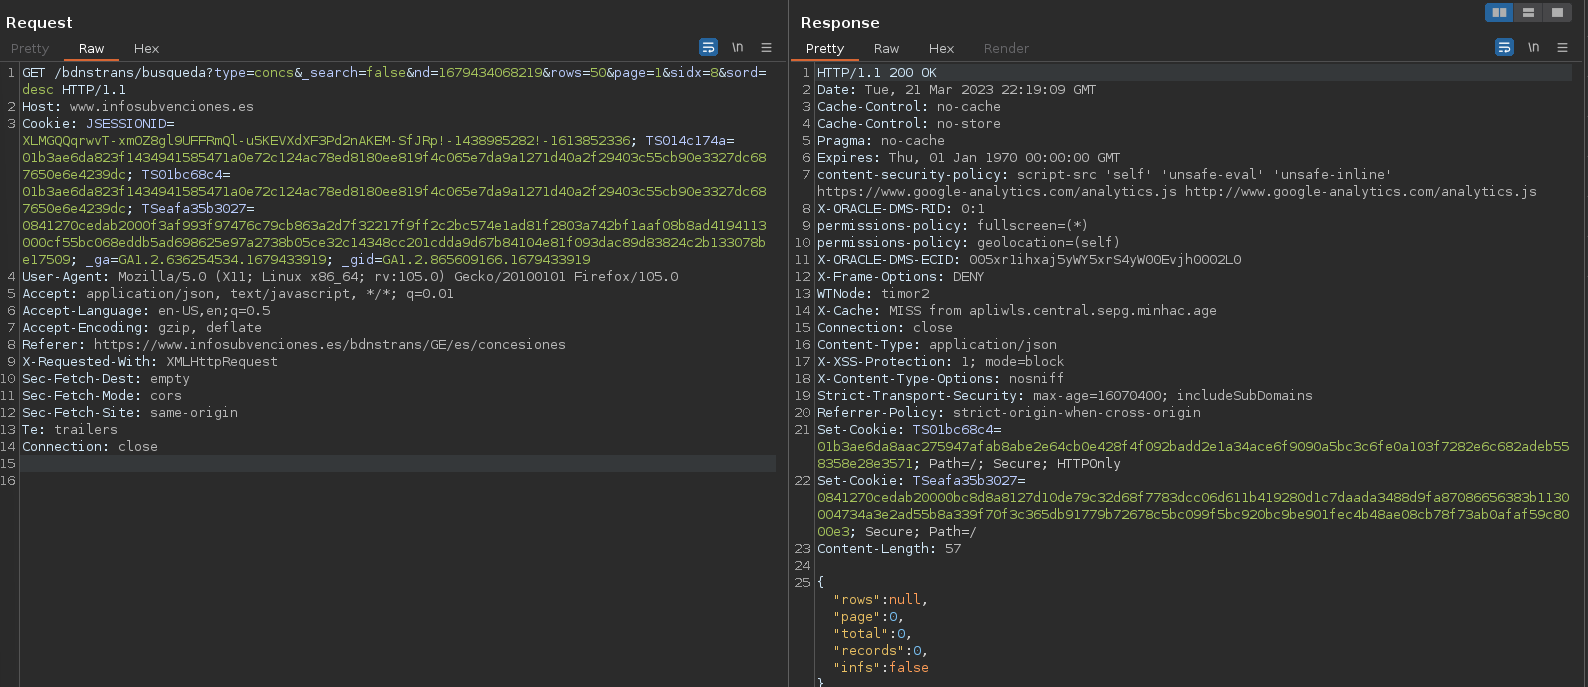 Request
Pretty Raw Hex \n
1 GET /bdnstrans/busqueda?type=concs&_search=false&nd=1679434068219&rows=50&page=1&sidx=8&sord=
desc HTTP/1.1
2 Host: www.infosubvenciones.es
3 Cookie: JSESSIONID=
XLMGQQqrwvT-xmOZ8gl9UFFRmQl-u5KEVXdXF3Pd2nAKEM-SfJRp!-1438985282!-1613852336; TS014c174a=
01b3ae6da823f1434941585471a0e72c124ac78ed8180ee819f4c065e7da9a1271d40a2f29403c55cb90e3327dc68
7650e6e4239dc; TS01bc68c4=
01b3ae6da823f1434941585471a0e72c124ac78ed8180ee819f4c065e7da9a1271d40a2f29403c55cb90e3327dc68
7650e6e4239dc; TSeafa35b3027=
0841270cedab2000f3af993f97476c79cb863a2d7f32217f9ff2c2bc574e1ad81f2803a742bf1aaf08b8ad4194113
000cf55bc068eddb5ad698625e97a2738b05ce32c14348cc201cdda9d67b84104e81f093dac89d83824c2b133078b
e17509; _ga=GA1.2.636254534.1679433919; _gid=GA1.2.865609166.1679433919
4 User-Agent: Mozilla/5.0 (X11; Linux x86_64; rv:105.0) Gecko/20100101 Firefox/105.0
5 Accept: application/json, text/javascript, */*; q=0.01
6 Accept-Language: en-US,en;q=0.5
7 Accept-Encoding: gzip, deflate
8 Referer: https://www.infosubvenciones.es/bdnstrans/GE/es/concesiones
9 X-Requested-With: XMLHttpRequest
10 Sec-Fetch-Dest: empty
11 Sec-Fetch-Mode: cors
12 Sec-Fetch-Site: same-origin
13 Te: trailers
14 Connection: close
15
16
Response
Pretty Raw Hex Render \n
1 HTTP/1.1 200 OK
2 Date: Tue, 21 Mar 2023 22:19:09 GMT
3 Cache-Control: no-cache
4 Cache-Control: no-store
5 Pragma: no-cache
6 Expires: Thu, 01 Jan 1970 00:00:00 GMT
7 content-security-policy: script-src 'self' 'unsafe-eval' 'unsafe-inline'
https://www.google-analytics.com/analytics.js http://www.google-analytics.com/analytics.js
8 X-ORACLE-DMS-RID: 0:1
9 permissions-policy: fullscreen=(*)
10 permissions-policy: geolocation=(self)
11 X-ORACLE-DMS-ECID: 005xr1ihxaj5yWY5xrS4yW00Evjh0002L0
12 X-Frame-Options: DENY
13 WTNode: timor2
14 X-Cache: MISS from apliwls.central.sepg.minhac.age
15 Connection: close
16 Content-Type: application/json
17 X-XSS-Protection: 1; mode=block
18 X-Content-Type-Options: nosniff
19 Strict-Transport-Security: max-age=16070400; includeSubDomains
20 Referrer-Policy: strict-origin-when-cross-origin
21 Set-Cookie: TS01bc68c4=
01b3ae6da8aac275947afab8abe2e64cb0e428f4f092badd2e1a34ace6f9090a5bc3c6fe0a103f7282e6c682adeb55
8358e28e3571; Path=/; Secure; HTTPOnly
22 Set-Cookie: TSeafa35b3027=
0841270cedab20000bc8d8a8127d10de79c32d68f7783dcc06d611b419280d1c7daada3488d9fa87086656383b1130
004734a3e2ad55b8a339f70f3c365db91779b72678c5bc099f5bc920bc9be901fec4b48ae08cb78f73ab0afaf59c80
00e3; Secure; Path=/
23 Content-Length: 57
24
25 {
"rows":null,
"page":0,
"total":0,
"records":0,
"infs":false
}